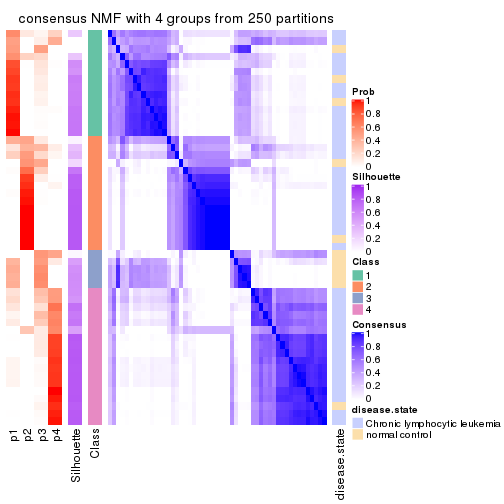 consensus NMF with 4 groups from 250 partitions
Prob
1
0.8
0.6
0.4
0.2
0
Silhouette
1
0.8
0.6
0.4
0.2
0
Class
1
2
3
4
Consensus
1
0.8
0.6
0.4
0.2
0
disease.state
Chronic lymphocytic leukemia
normal control
p1
p2
p3
p4
Silhouette
Class
disease.state